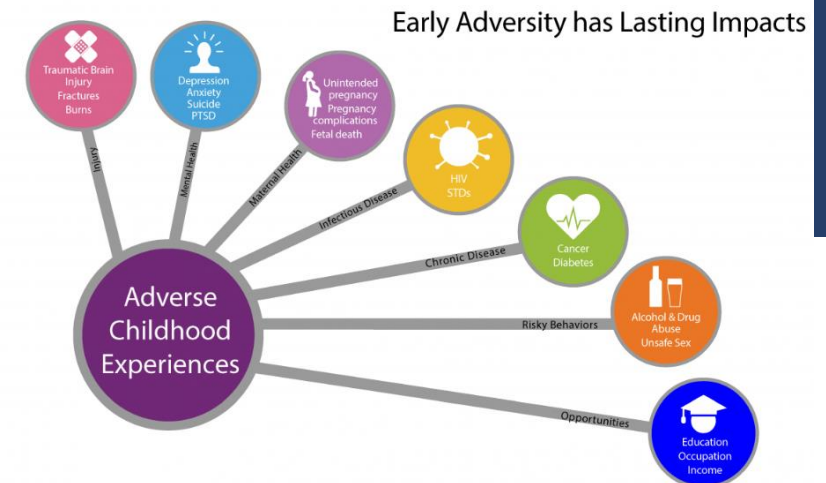 Early Adversity has Lasting Impacts
Traumatic Brain
Injury
Fractures
Burns
Depression
Anxiety
Suicide
PTSD
Unintended
pregnancy
Pregnancy
complications
Fetal death
HIV
STDs
Cancer
Diabetes
Alcohol & Drug
Abuse
Unsafe Sex
Education
Occupation
Income
Injury
Mental Health
Maternal Health
Infectious Disease
Chronic Disease
Risky Behaviors
Opportunities
Adverse
Childhood
Experiences